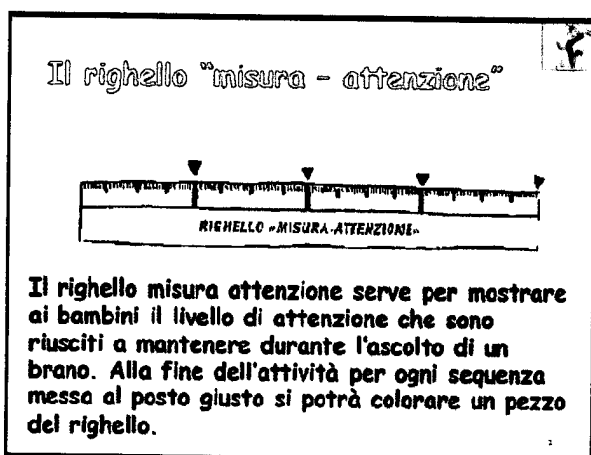 Il righello "misura - attenzione"
RIGHELLO «MISURA-ATTENZIONE»
Il righello misura attenzione serve per mostrare
ai bambini il livello di attenzione che sono
riusciti a mantenere durante l'ascolto di un
brano. Alla fine dell'attività per ogni sequenza
messa al posto giusto si potrà colorare un pezzo
del righello.